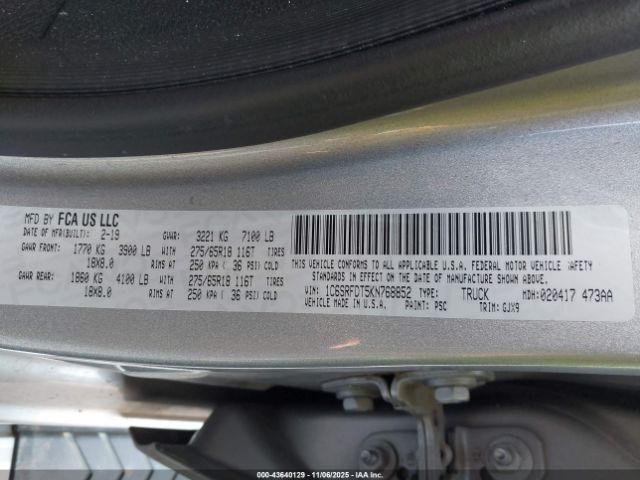 MFD BY FCA US LLC
DATE OF MFR(BUILT): 2-19 GVWR: 3221 KG 7100 LB
GAWR FRONT: 1770 KG 3900 LB WITH 275/65R18 116T TIRES
18X8.0 RIMS AT 250 KPA ( 36 PSI) COLD
GAWR REAR: 1860 KG 4100 LB WITH 275/65R18 116T TIRES
18X8.0 RIMS AT 250 KPA ( 36 PSI) COLD
THIS VEHICLE CONFORMS TO ALL APPLICABLE U.S.A. FEDERAL MOTOR VEHICLE SAFETY
STANDARDS IN EFFECT ON THE DATE OF MANUFACTURE SHOWN ABOVE.
VIN: 1C6SRFDT5KN768852 TYPE: TRUCK MDH:020417 473AA
VEHICLE MADE IN U.S.A. PAINT: PSC TRIM: GJX9
00-43640129 - 11/06/2025 - IAAI.COM